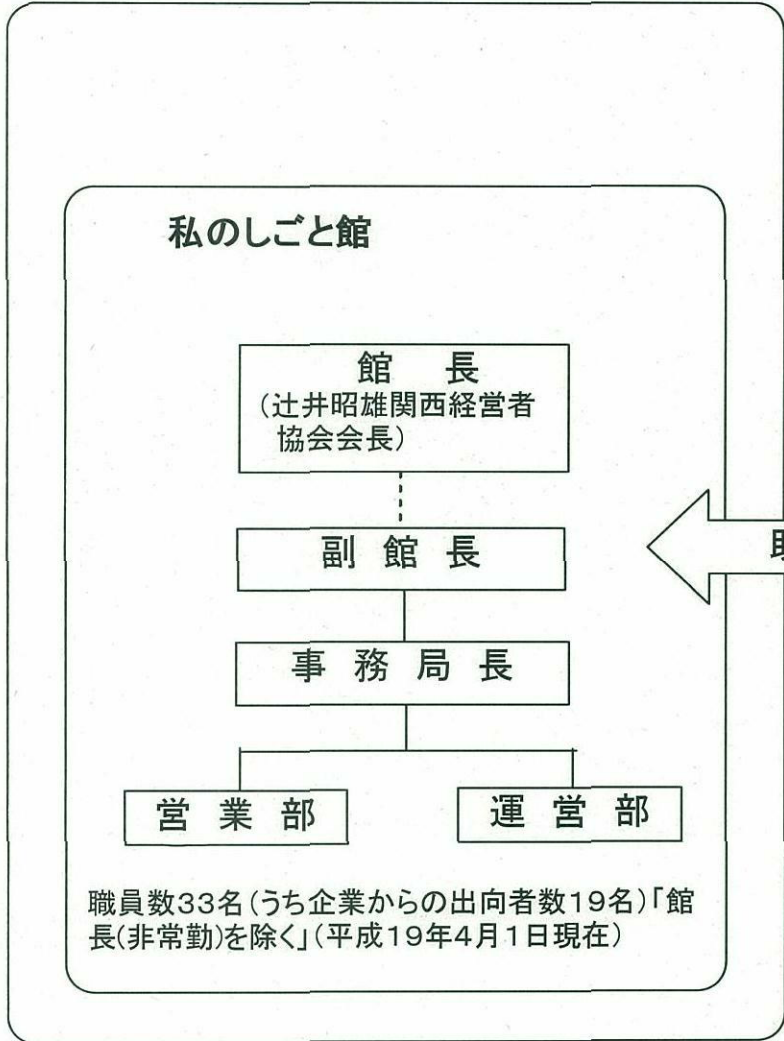 私のしごと館
館 長
(辻井昭雄関西経営者
協会会長)
副 館 長
事 務 局 長
営 業 部
運 営 部
職員数33名(うち企業からの出向者数19名)「館
長(非常勤)を除く」(平成19年4月1日現在)